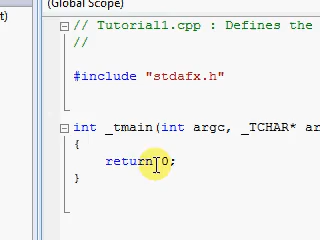 (Global Scope)
t)
// Tutorial1.cpp : Defines the
//
#include "stdafx.h"
int _tmain(int argc, _TCHAR* ar
{
return 0;
}